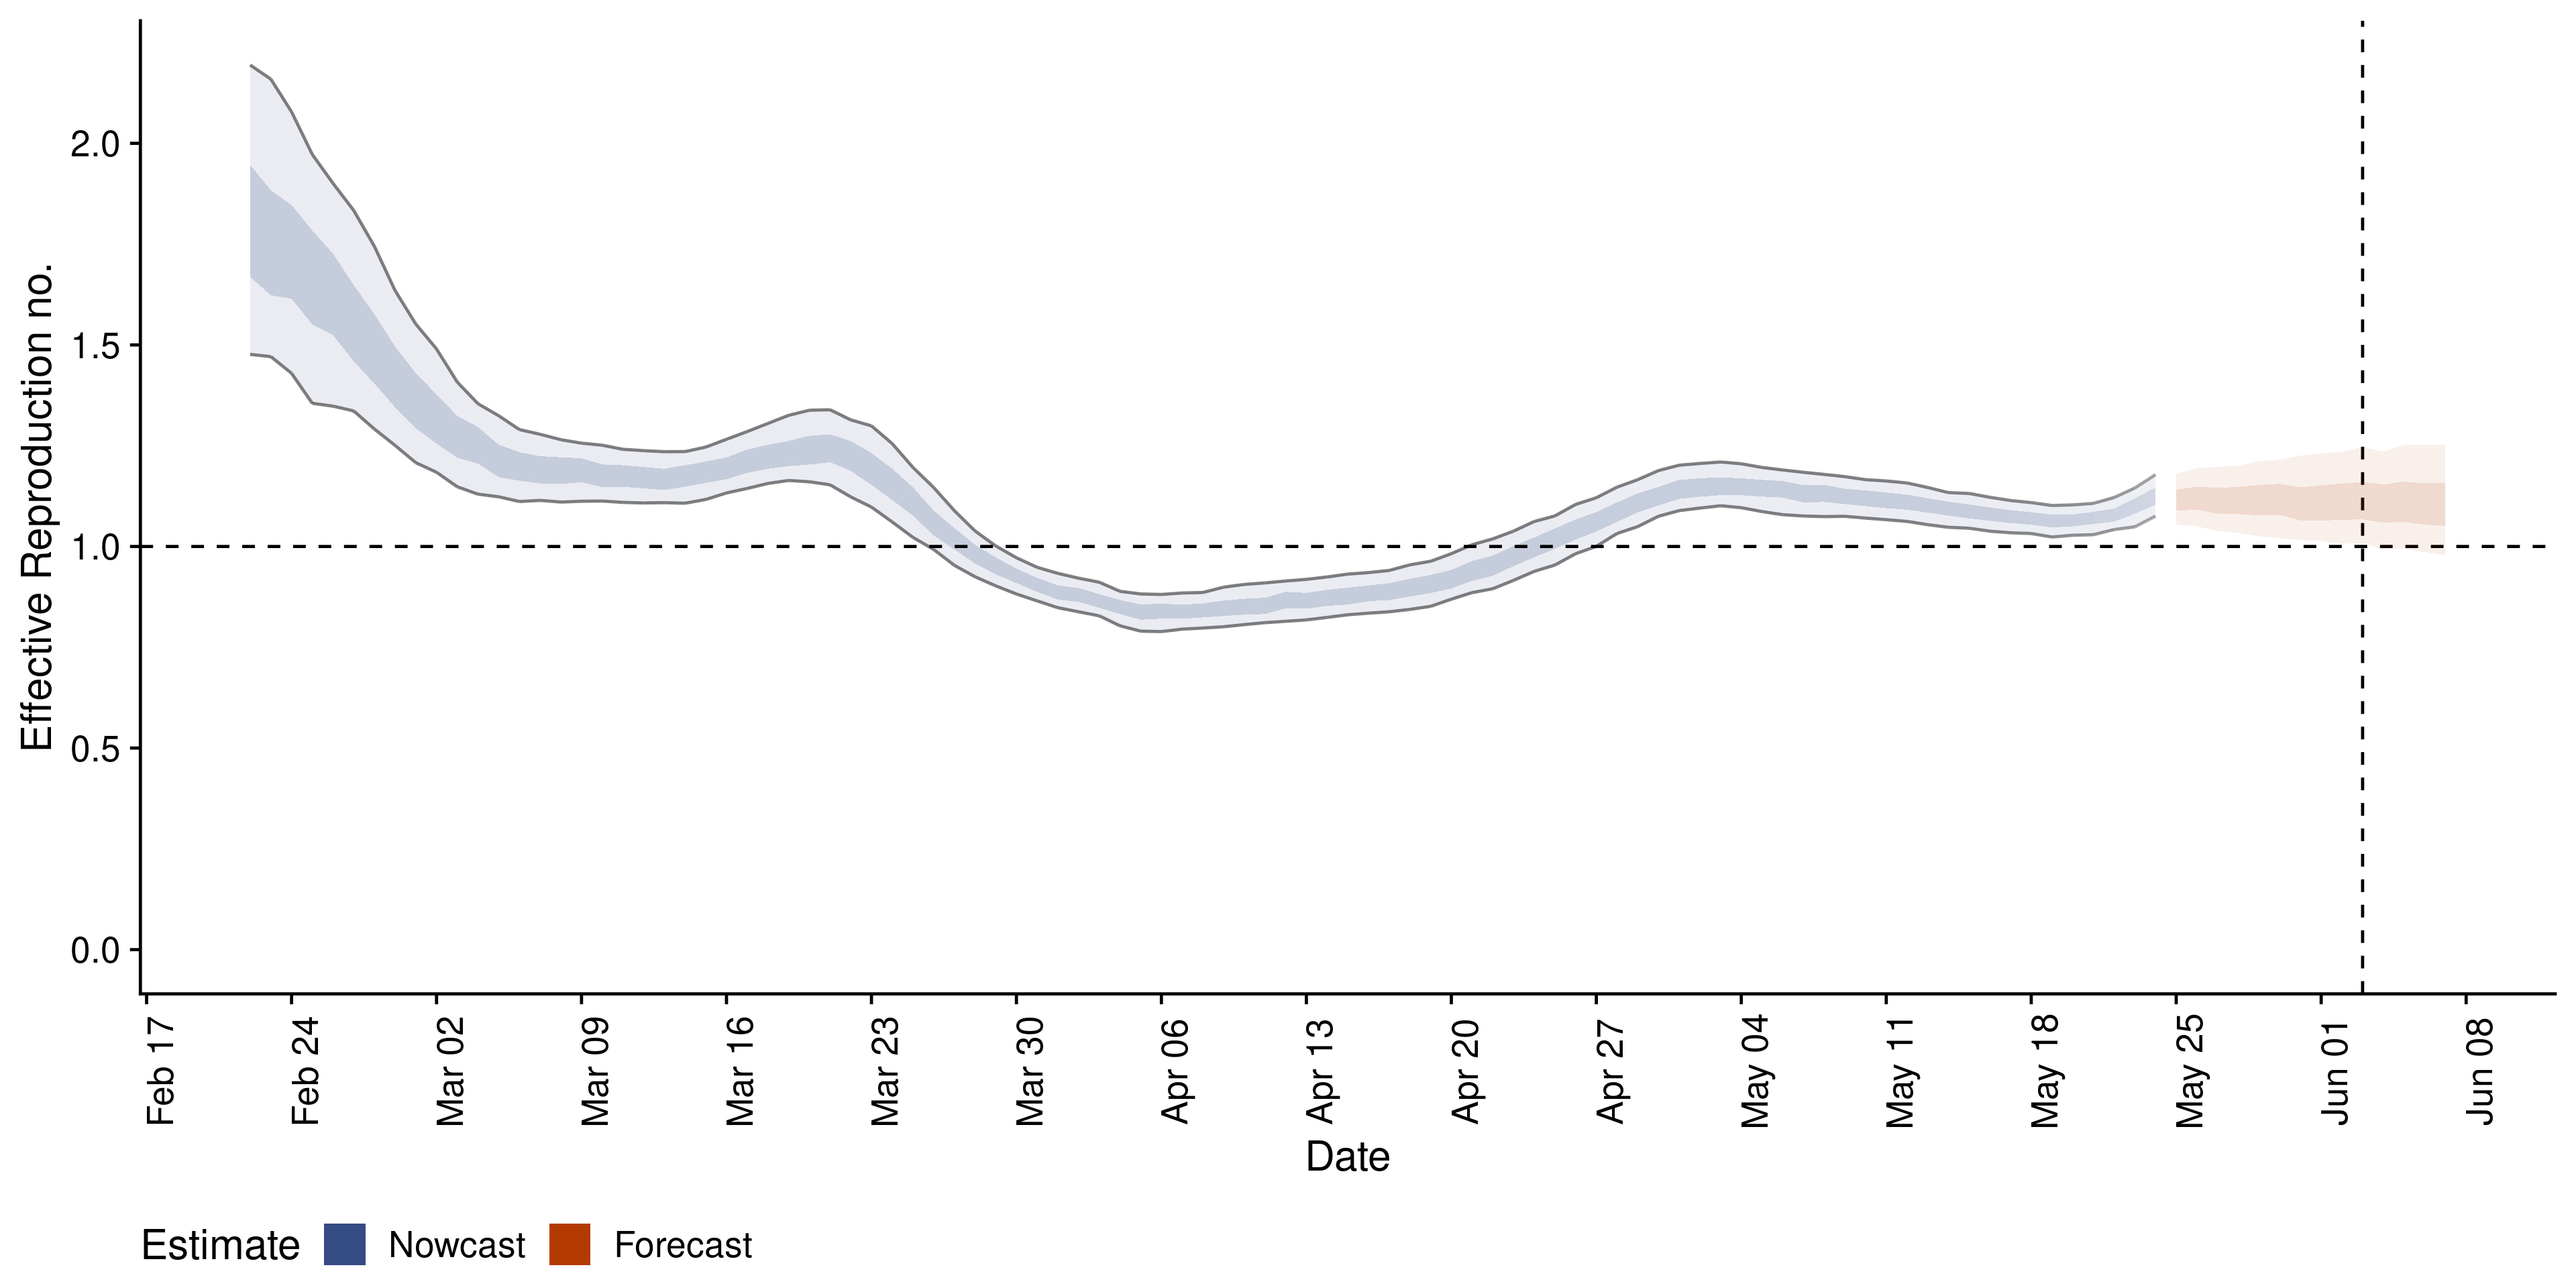 Effective Reproduction no.
2.0
1.5
1.0
0.5
0.0
Feb 17
Feb 24
Mar 02
Mar 09
Mar 16
Mar 23
Mar 30
Apr 06
Apr 13
Apr 20
Apr 27
May 04
May 11
May 18
May 25
Jun 01
Jun 08
Date
Estimate Nowcast Forecast